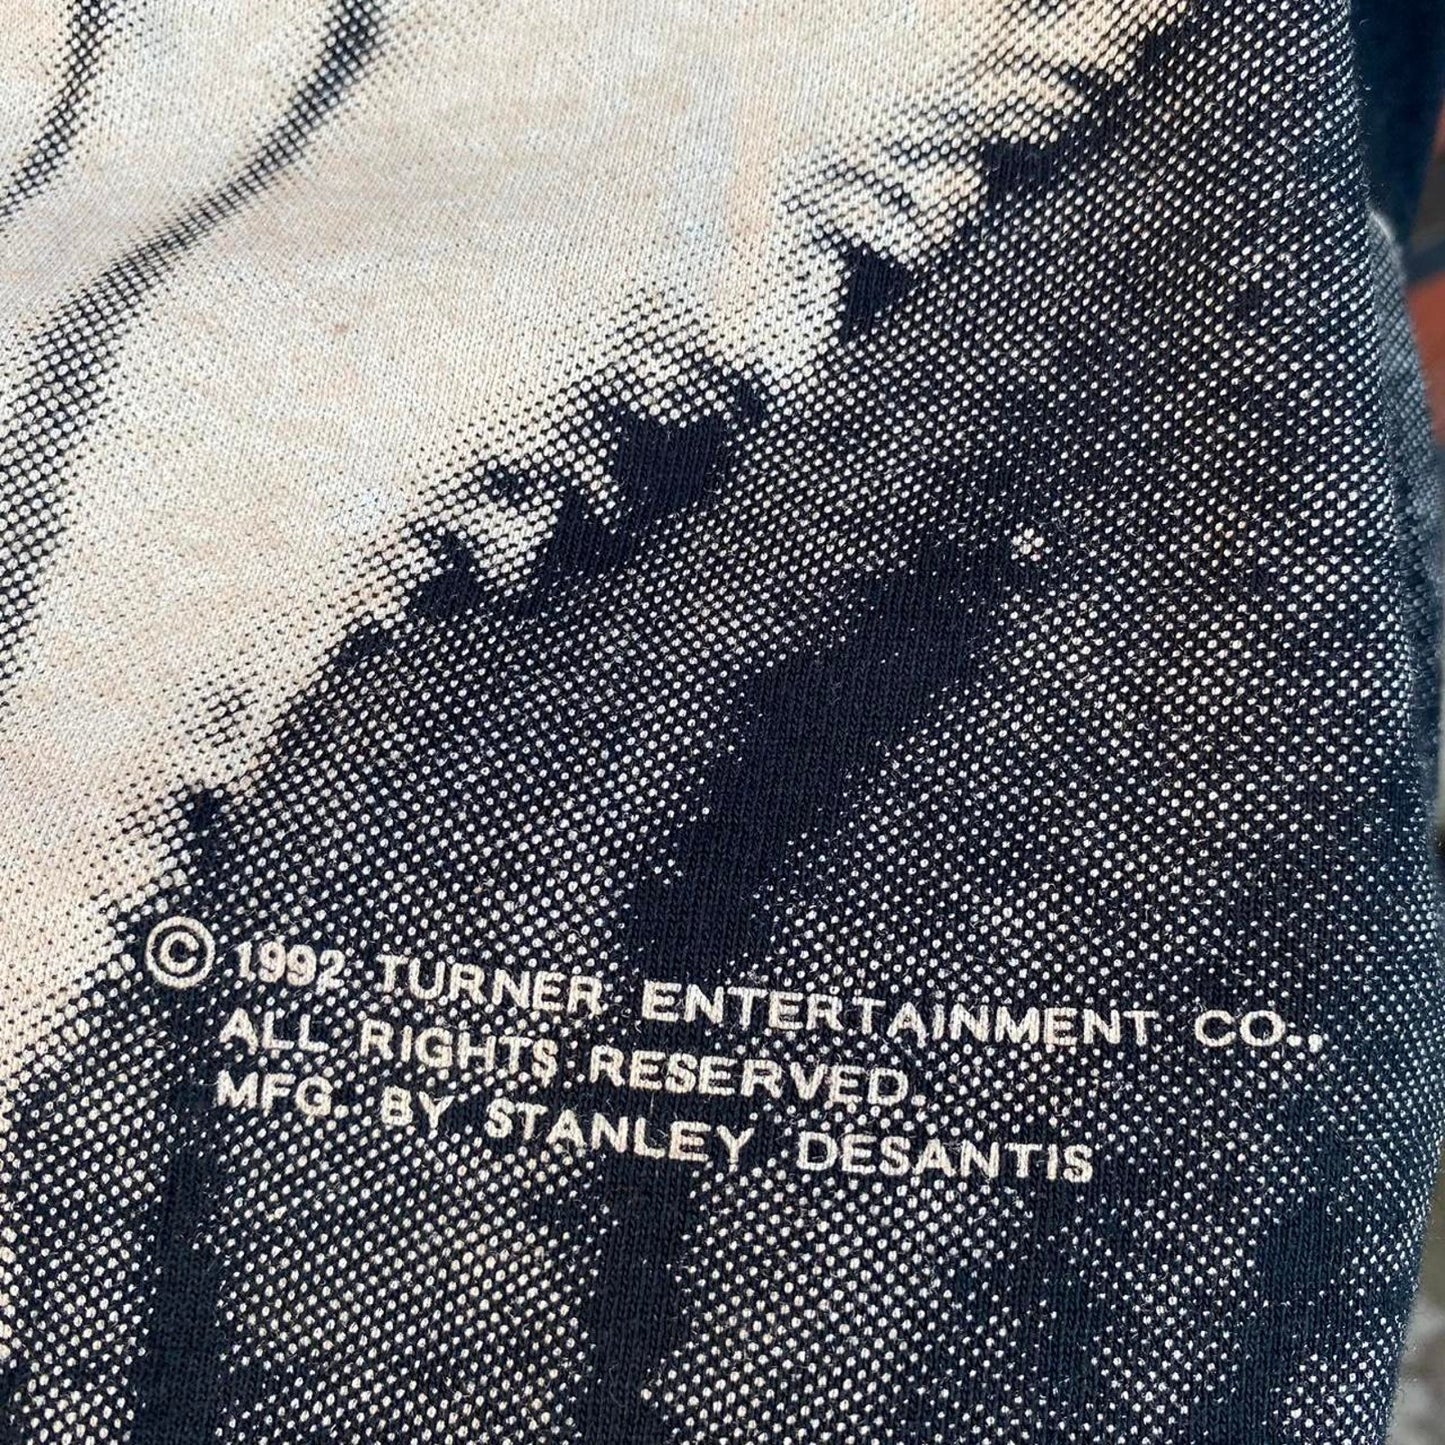 © 1992 TURNER ENTERTAINMENT CO.,
ALL RIGHTS RESERVED.
MFG. BY STANLEY DESANTIS